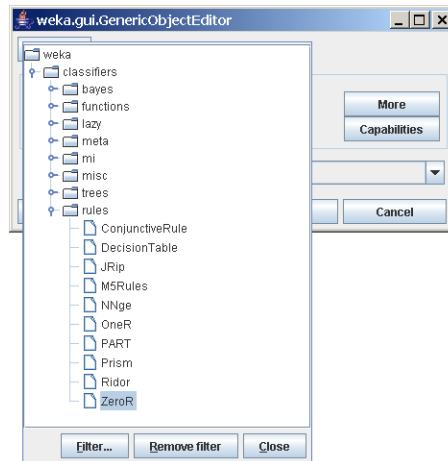 weka.gui.GenericObjectEditor
weka
classifiers
bayes
functions
lazy
meta
mi
misc
trees
rules
ConjunctiveRule
DecisionTable
JRip
M5Rules
NNge
OneR
PART
Prism
Ridor
ZeroR
More
Capabilities
Cancel
Filter...
Remove filter
Close